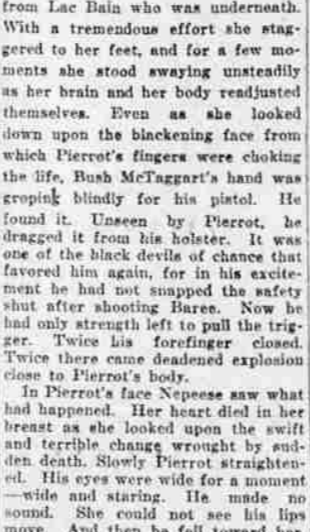 from Lac Bain who was underneath.
With a tremendous effort she stag-
gered to her feet, and for a few mo-
ments she stood swaying unsteadily
as her brain and her body readjusted
themselves. Even as she looked
down upon the blackening face from
which Pierrot's fingers were choking
the life, Bush McTaggart's hand was
groping blindly for his pistol. He
found it. Unseen by Pierrot, he
dragged it from his holster. It was
one of the black devils of chance that
favored him again, for in his excite-
ment he had not snapped the safety
shut after shooting Baree. Now he
had only strength left to pull the trig-
ger. Twice his forefinger closed.
Twice there came deadened explosion
close to Pierrot's body.
In Pierrot's face Nepeese saw what
had happened. Her heart died in her
breast as she looked upon the swift
and terrible change wrought by sud-
den death. Slowly Pierrot straighten-
ed. His eyes were wide for a moment
—wide and staring. He made no
sound. She could not see his lips
move. And then he fell toward her,